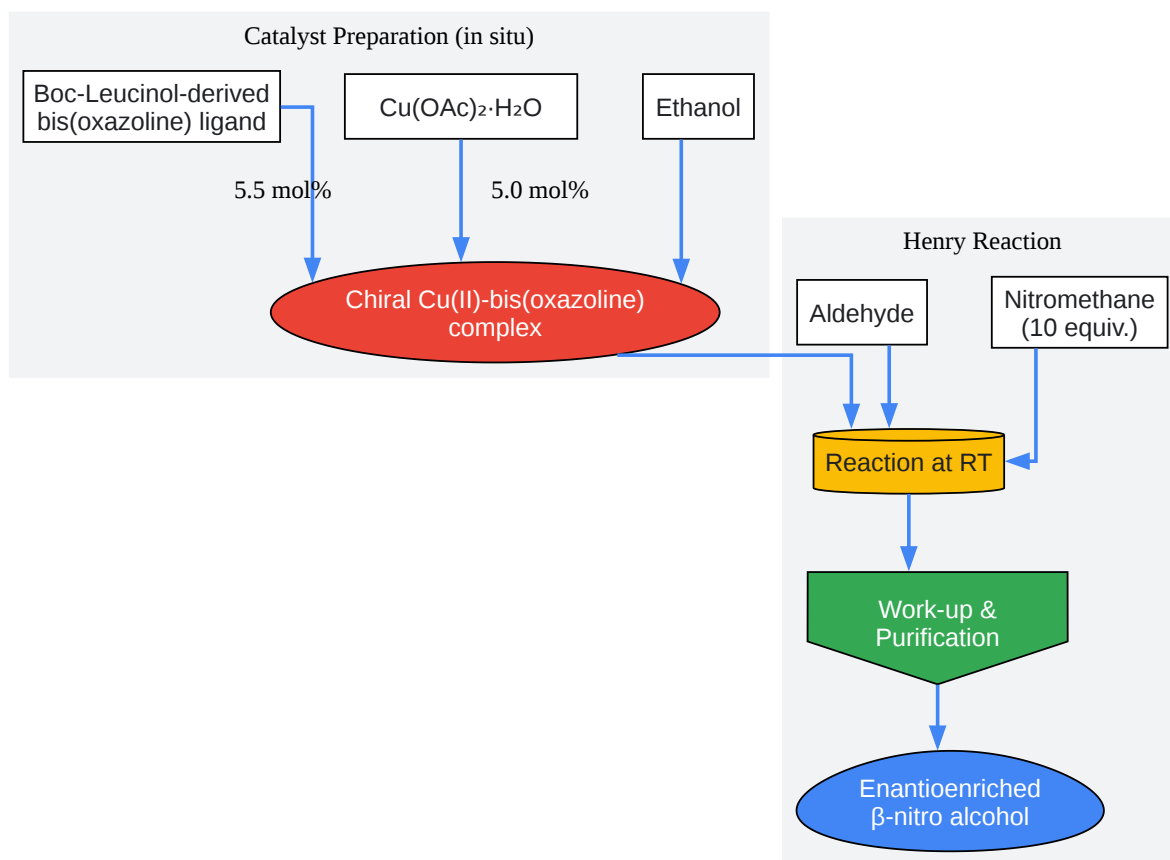 Catalyst Preparation (in situ)
Boc-Leucinol-derived
bis(oxazoline) ligand
Cu(OAc)₂·H₂O
Ethanol
5.5 mol%
5.0 mol%
Chiral Cu(II)-bis(oxazoline)
complex
Henry Reaction
Aldehyde
Nitromethane
(10 equiv.)
Reaction at RT
Work-up &
Purification
Enantioenriched
β-nitro alcohol